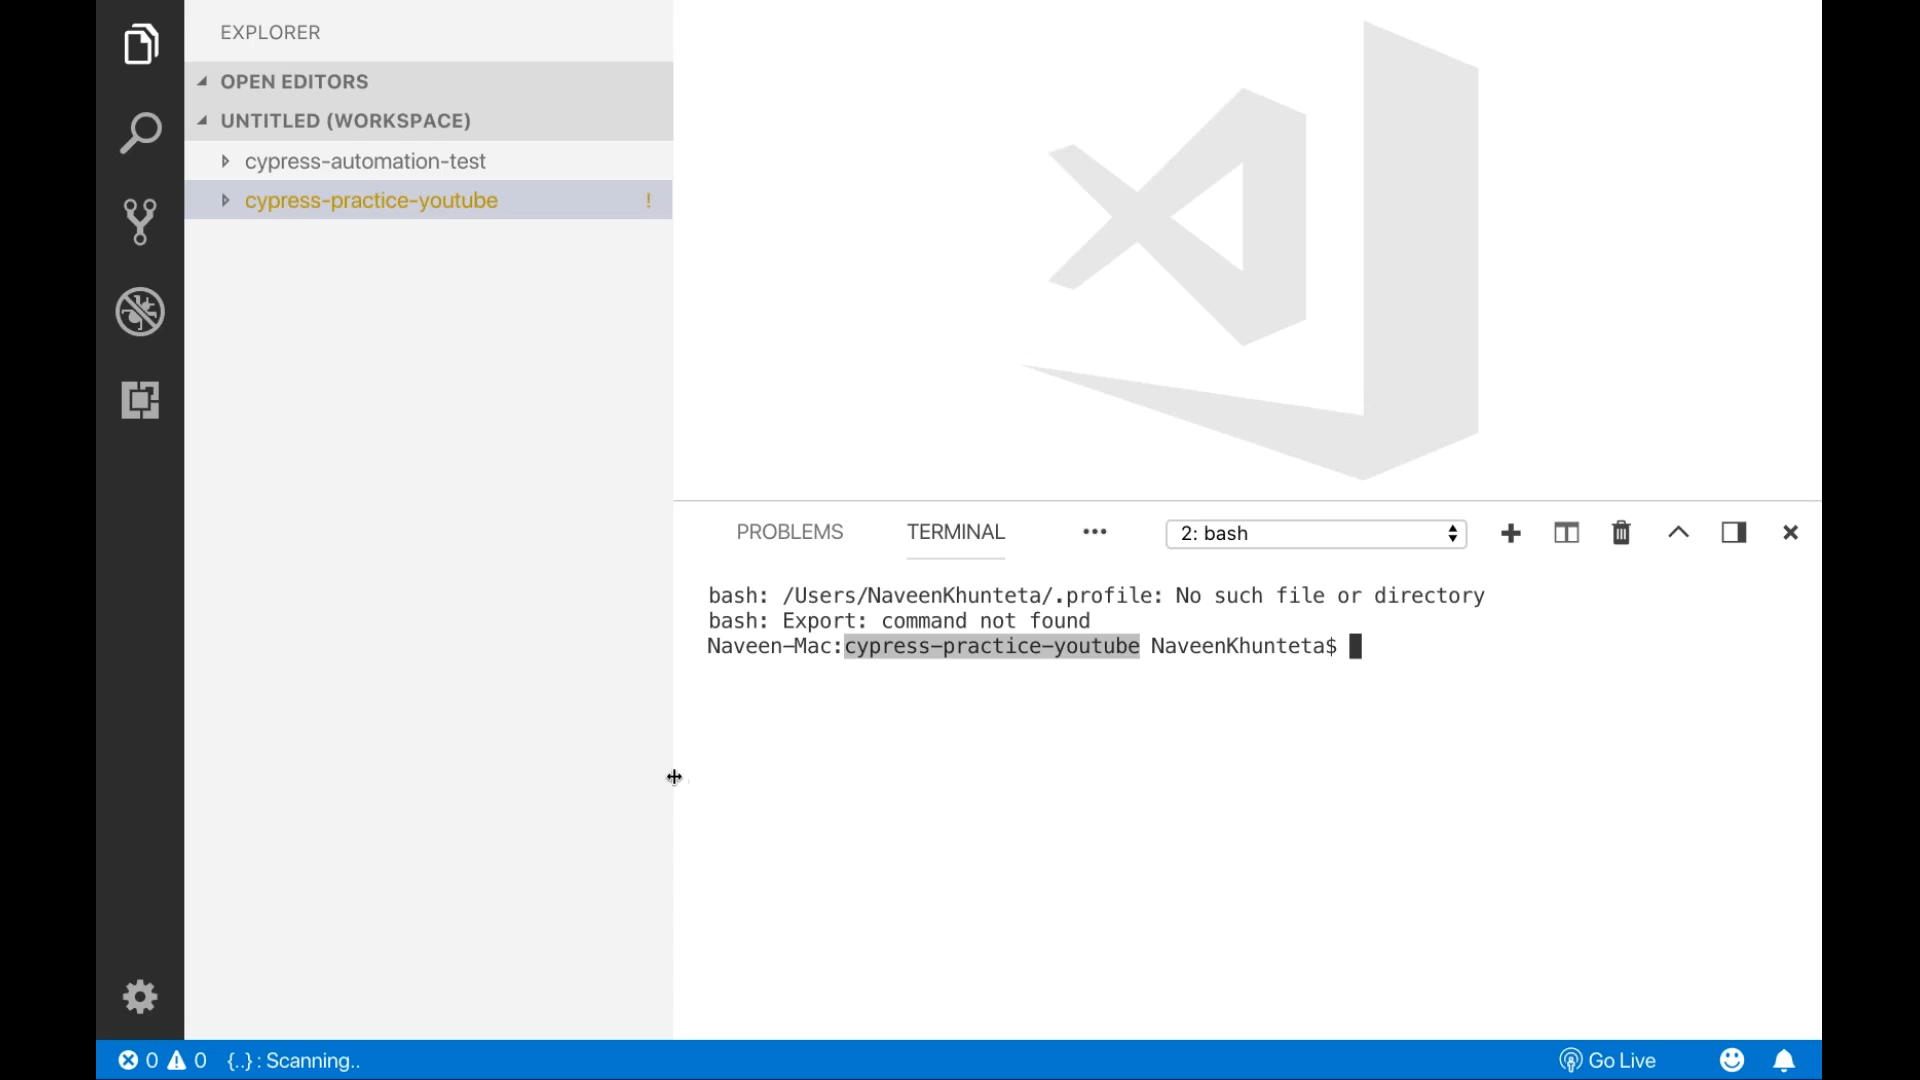 EXPLORER
OPEN EDITORS
UNTITLED (WORKSPACE)
cypress-automation-test
cypress-practice-youtube !
PROBLEMS TERMINAL ••• 2: bash
bash: /Users/NaveenKhunteta/.profile: No such file or directory
bash: Export: command not found
Naveen-Mac:cypress-practice-youtube NaveenKhunteta$
0 0 {..} : Scanning.. Go Live